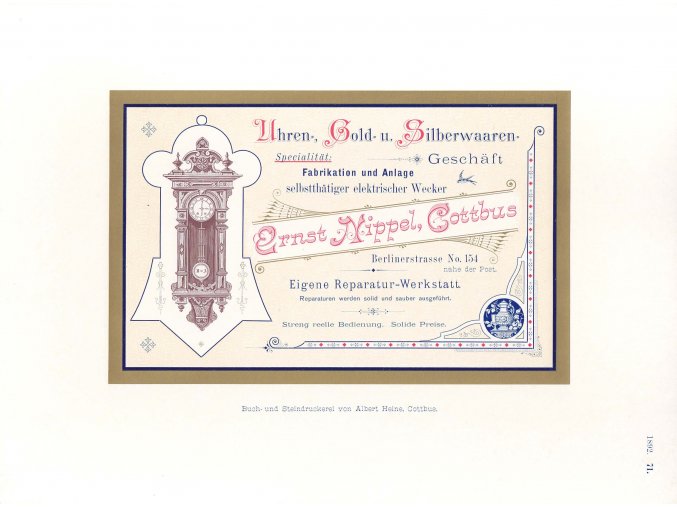 Uhren-, Gold- u. Silberwaaren-
Specialität: Geschäft
Fabrikation und Anlage
selbstthätiger elektrischer Wecker
Ernst Nippel, Cottbus
Berlinerstrasse No. 154
nahe der Post.
Eigene Reparatur-Werkstatt.
Reparaturen werden solid und sauber ausgeführt.
Streng reelle Bedienung. Solide Preise.
Buch- und Steindruckerei von Albert Heine, Cottbus.
1892. 71.